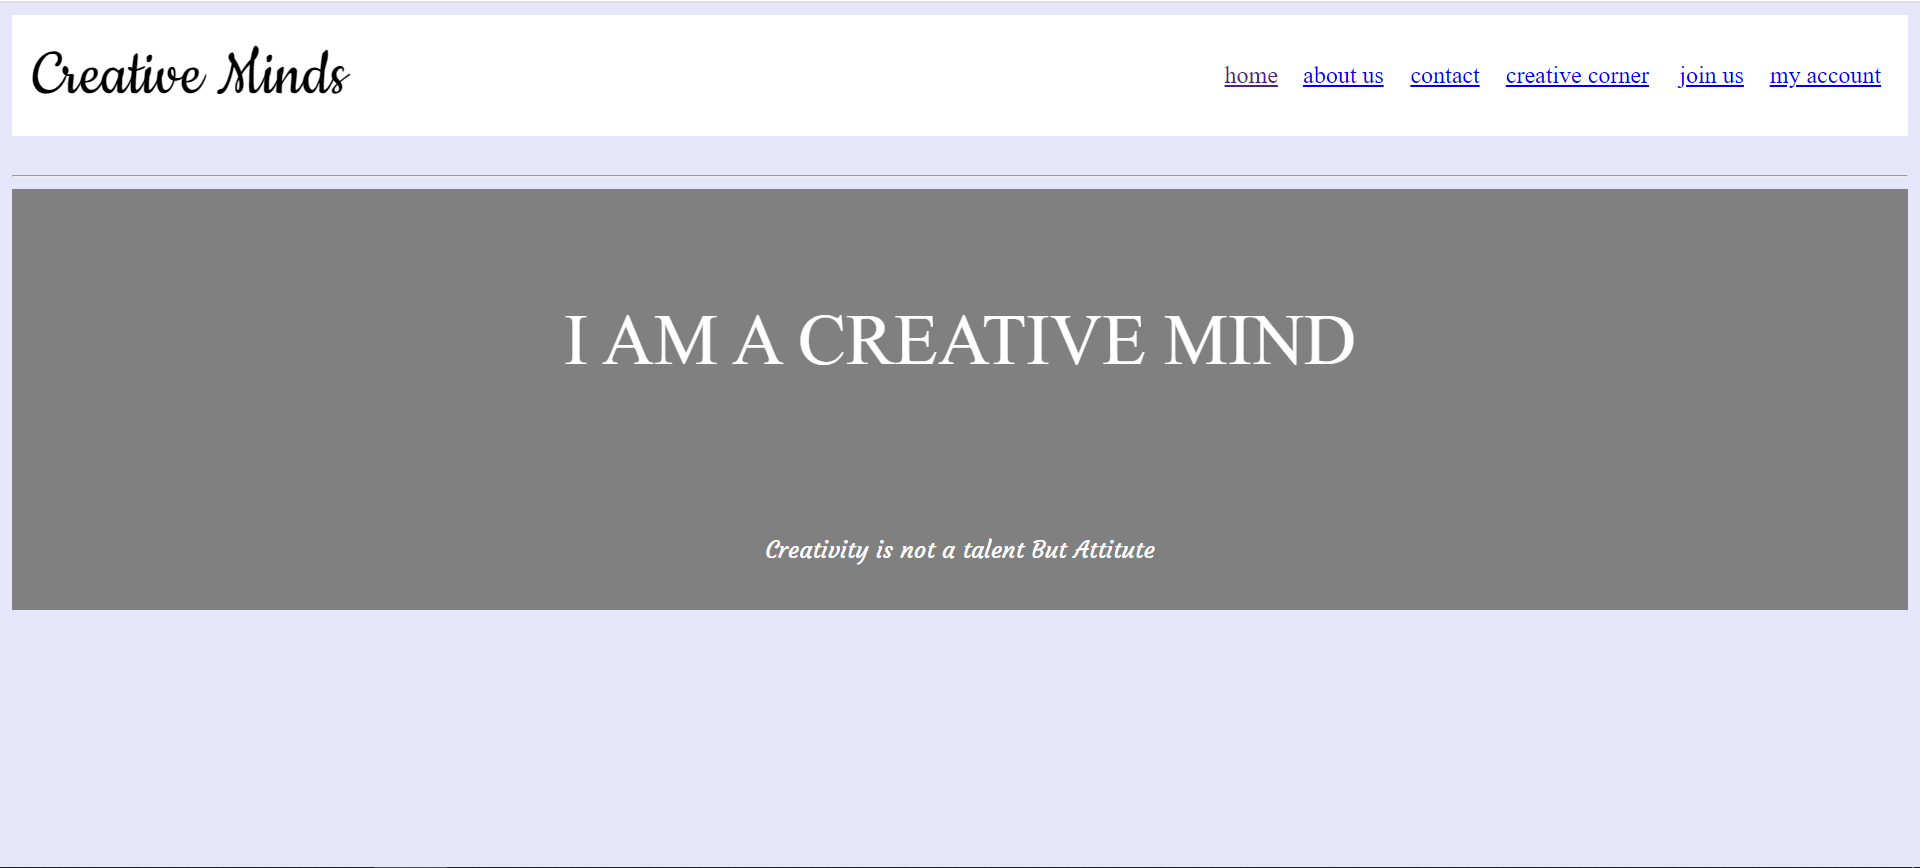 Creative Minds
home about us contact creative corner join us my account
I AM A CREATIVE MIND
Creativity is not a talent But Attitute